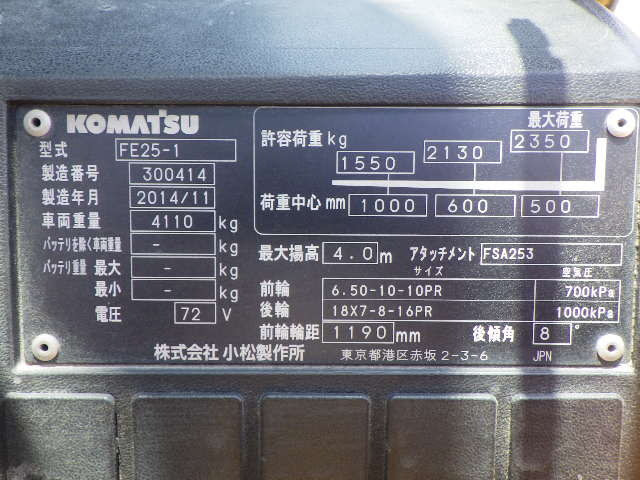 KOMATSU
型式 FE25-1
製造番号 300414
製造年月 2014/11
車両重量 4110 kg
バッテリを除く車両重量 - kg
バッテリ重量 最大 - kg
最小 - kg
電圧 72 V
許容荷重 kg 最大荷重
1550 2130 2350
荷重中心 mm 1000 600 500
最大揚高 4.0 m アタッチメント FSA253
サイズ 空気圧
前輪 6.50-10-10PR 700kPa
後輪 18X7-8-16PR 1000kPa
前輪輪距 1190 mm 後傾角 8°
株式会社 小松製作所 東京都港区赤坂 2-3-6 JPN